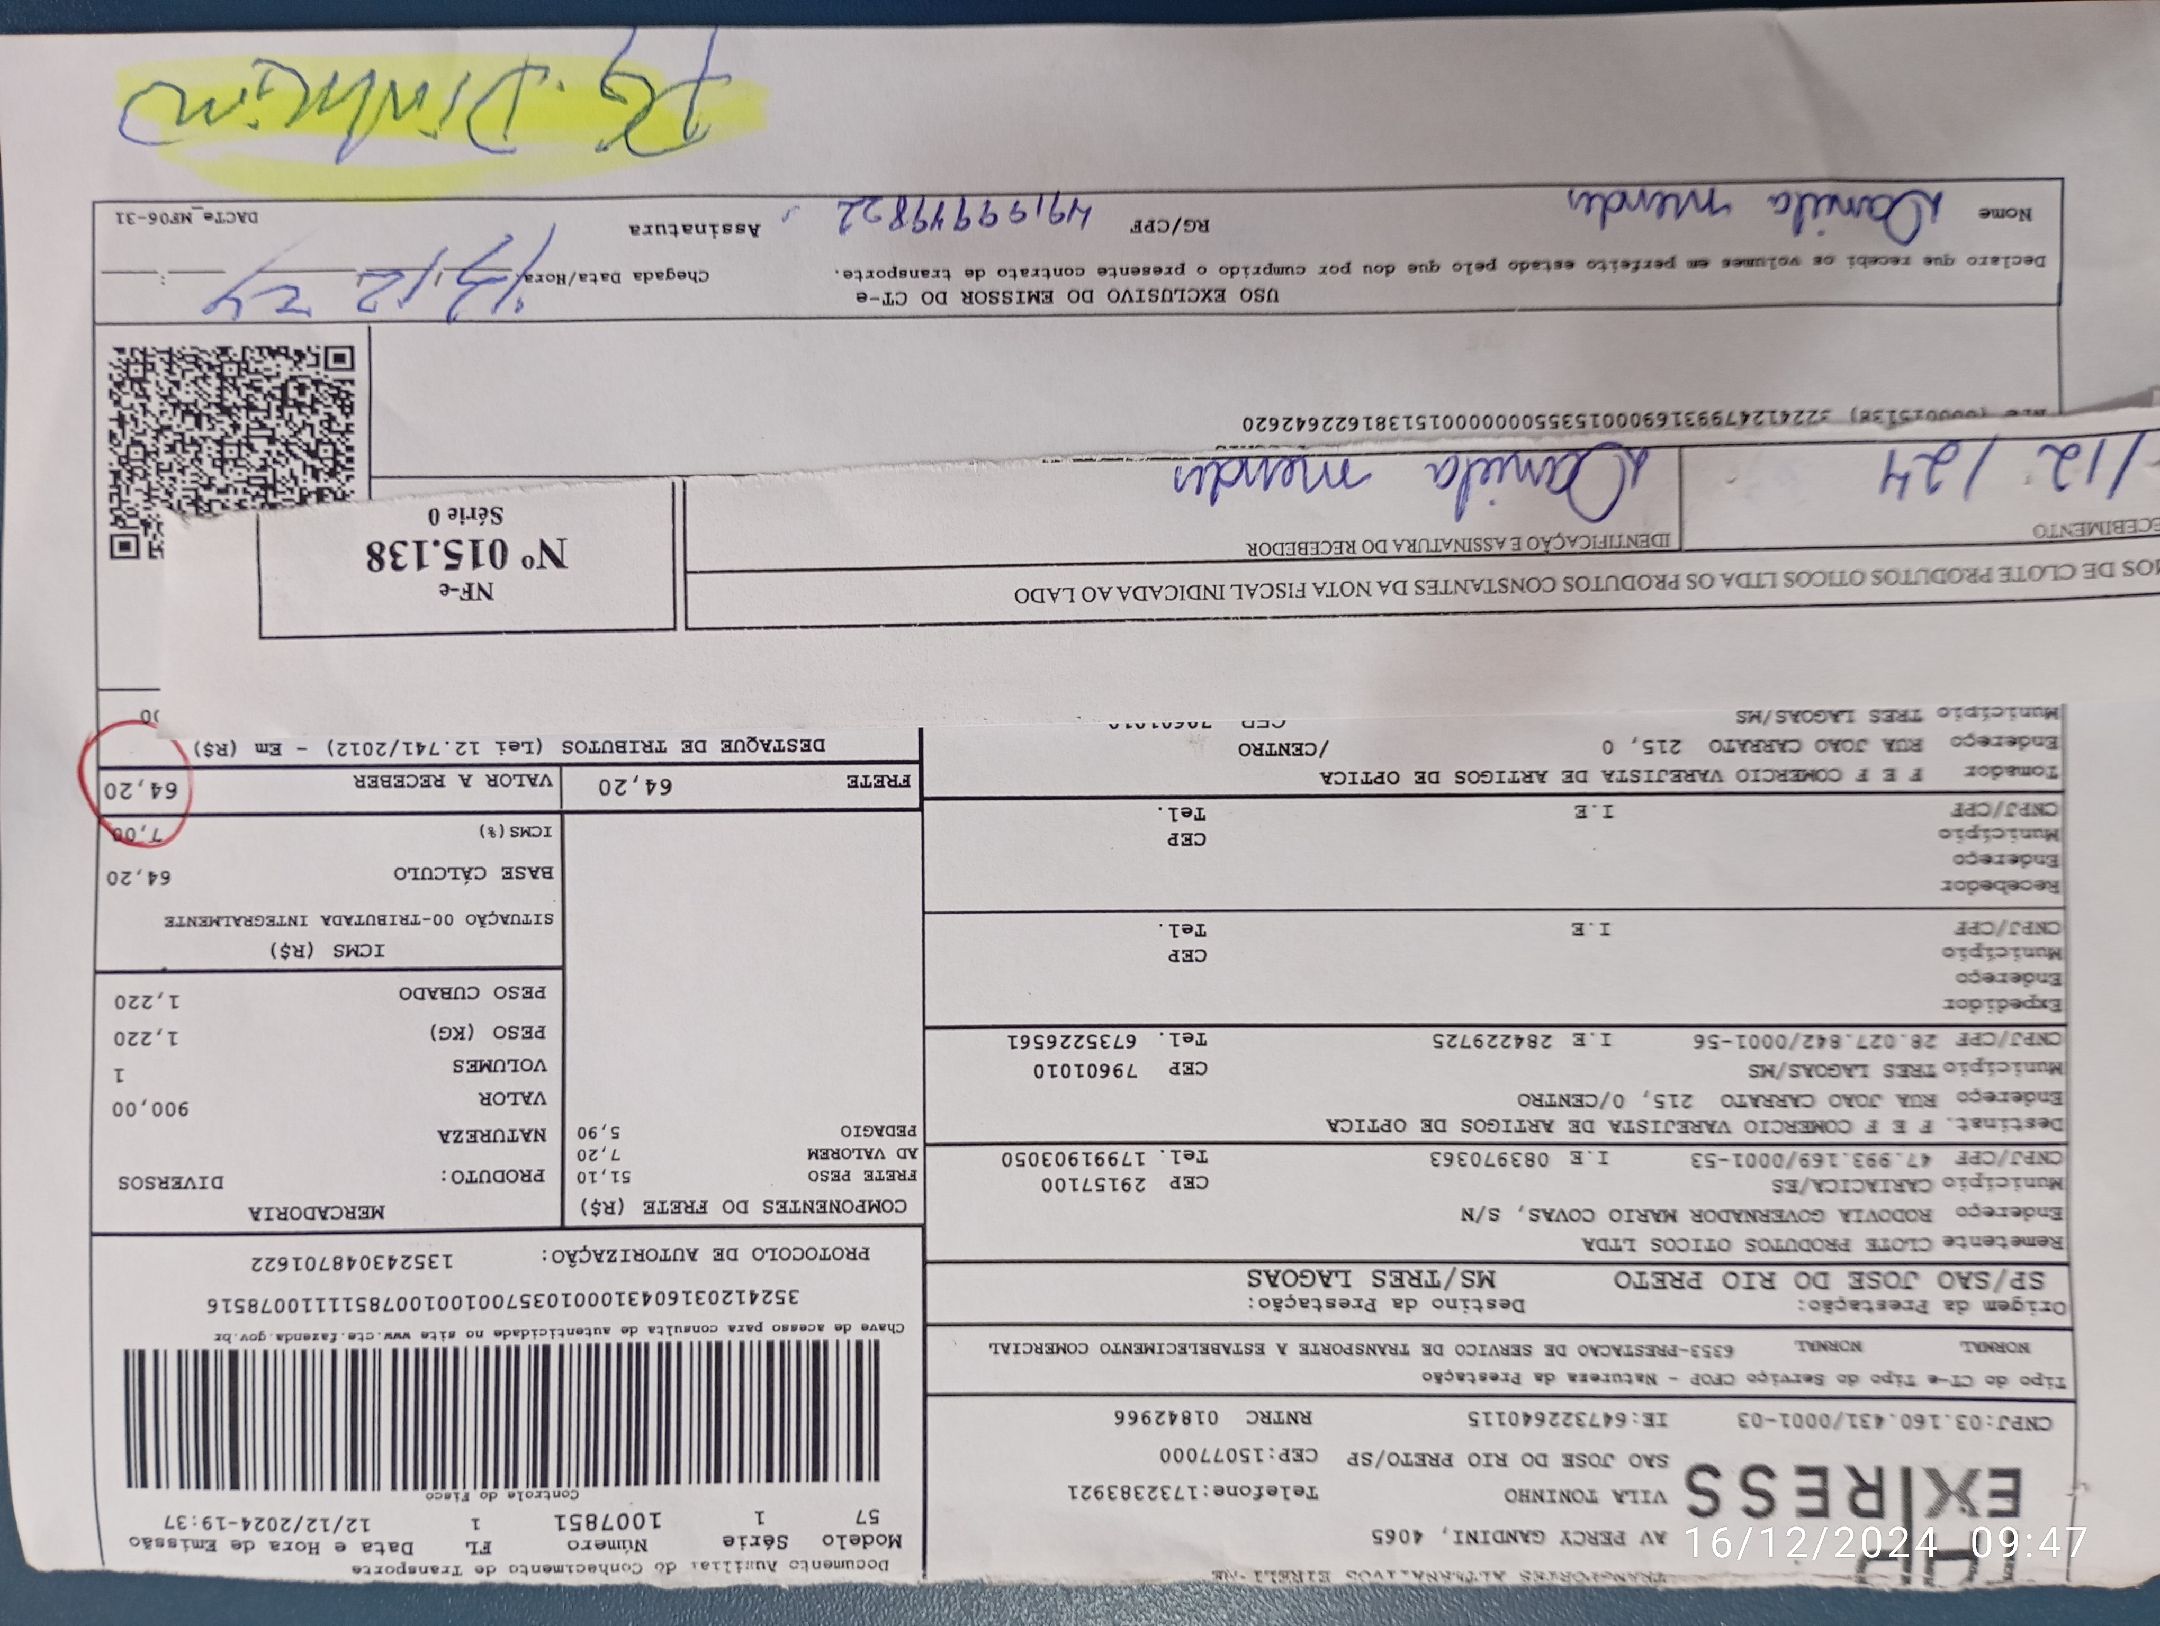 Documento Auxiliar do Conhecimento de Transporte
Modelo Série Número FL Data e Hora de Emissão
57 1 1007851 1 12/12/2024-19:37
Controle do Fisco
EXPRESS
AV PERCY GANDINI, 4065
VILA TONINHO Telefone:1732383921
SAO JOSE DO RIO PRETO/SP CEP:15077000
CNPJ:03.160.431/0001-03 IE:647322640115 RNTRC 01842966
Tipo do CT-e Tipo do Serviço CFOP - Natureza da Prestação
NORMAL NORMAL 6353-PRESTACAO DE SERVICO DE TRANSPORTE A ESTABELECIMENTO COMERCIAL
Chave de acesso para consulta de autenticidade no site www.cte.fazenda.gov.br
35241203160431000103570010010078511110078516
PROTOCOLO DE AUTORIZAÇÃO: 135243048701622
Origem da Prestação: Destino da Prestação:
SP/SAO JOSE DO RIO PRETO MS/TRES LAGOAS
Remetente CLOTE PRODUTOS OTICOS LTDA
Endereço RODOVIA GOVERNADOR MARIO COVAS, S/N
Município CARIACICA/ES CEP 29157100
CNPJ/CPF 47.993.169/0001-53 I.E 083970363 Tel. 17991903050
Destinat. F E F COMERCIO VAREJISTA DE ARTIGOS DE OPTICA
Endereço RUA JOAO CARRATO 215, 0/CENTRO
Município TRES LAGOAS/MS CEP 79601010
CNPJ/CPF 28.027.842/0001-56 I.E 284229725 Tel. 6735226561
Expedidor
Endereço
Município CEP
CNPJ/CPF I.E Tel.
Recebedor
Endereço
Município CEP
CNPJ/CPF I.E Tel.
Tomador F E F COMERCIO VAREJISTA DE ARTIGOS DE OPTICA
Endereço RUA JOAO CARRATO 215, 0 /CENTRO
Município TRES LAGOAS/MS CEP 79601010
COMPONENTES DO FRETE (R$)
FRETE PESO 51,10
AD VALOREM 7,20
PEDAGIO 5,90
FRETE 64,20
MERCADORIA
PRODUTO: DIVERSOS
NATUREZA
VALOR 900,00
VOLUMES 1
PESO (KG) 1,220
PESO CUBADO 1,220
ICMS (R$)
SITUAÇÃO 00-TRIBUTADA INTEGRALMENTE
BASE CÁLCULO 64,20
ICMS(%) 7,00
VALOR A RECEBER 64,20
DESTAQUE DE TRIBUTOS (Lei 12.741/2012) - Em (R$)
MOS DE CLOTE PRODUTOS OTICOS LTDA OS PRODUTOS CONSTANTES DA NOTA FISCAL INDICADA AO LADO
ECEBIMENTO IDENTIFICAÇÃO E ASSINATURA DO RECEBEDOR
/12/24 Daniela mendes
NF-e
Nº 015.138
Série 0
(000015138) 32241247993169000153550000000151381622642620
USO EXCLUSIVO DO EMISSOR DO CT-e
Declaro que recebi os volumes em perfeito estado pelo que dou por cumprido o presente contrato de transporte.
Chegada Data/Hora 13/12 24
Nome Daniela mendes RG/CPF 49199949822 Assinatura
DACTe_MF06-31
Pg. Dinheiro
16/12/2024 09:47